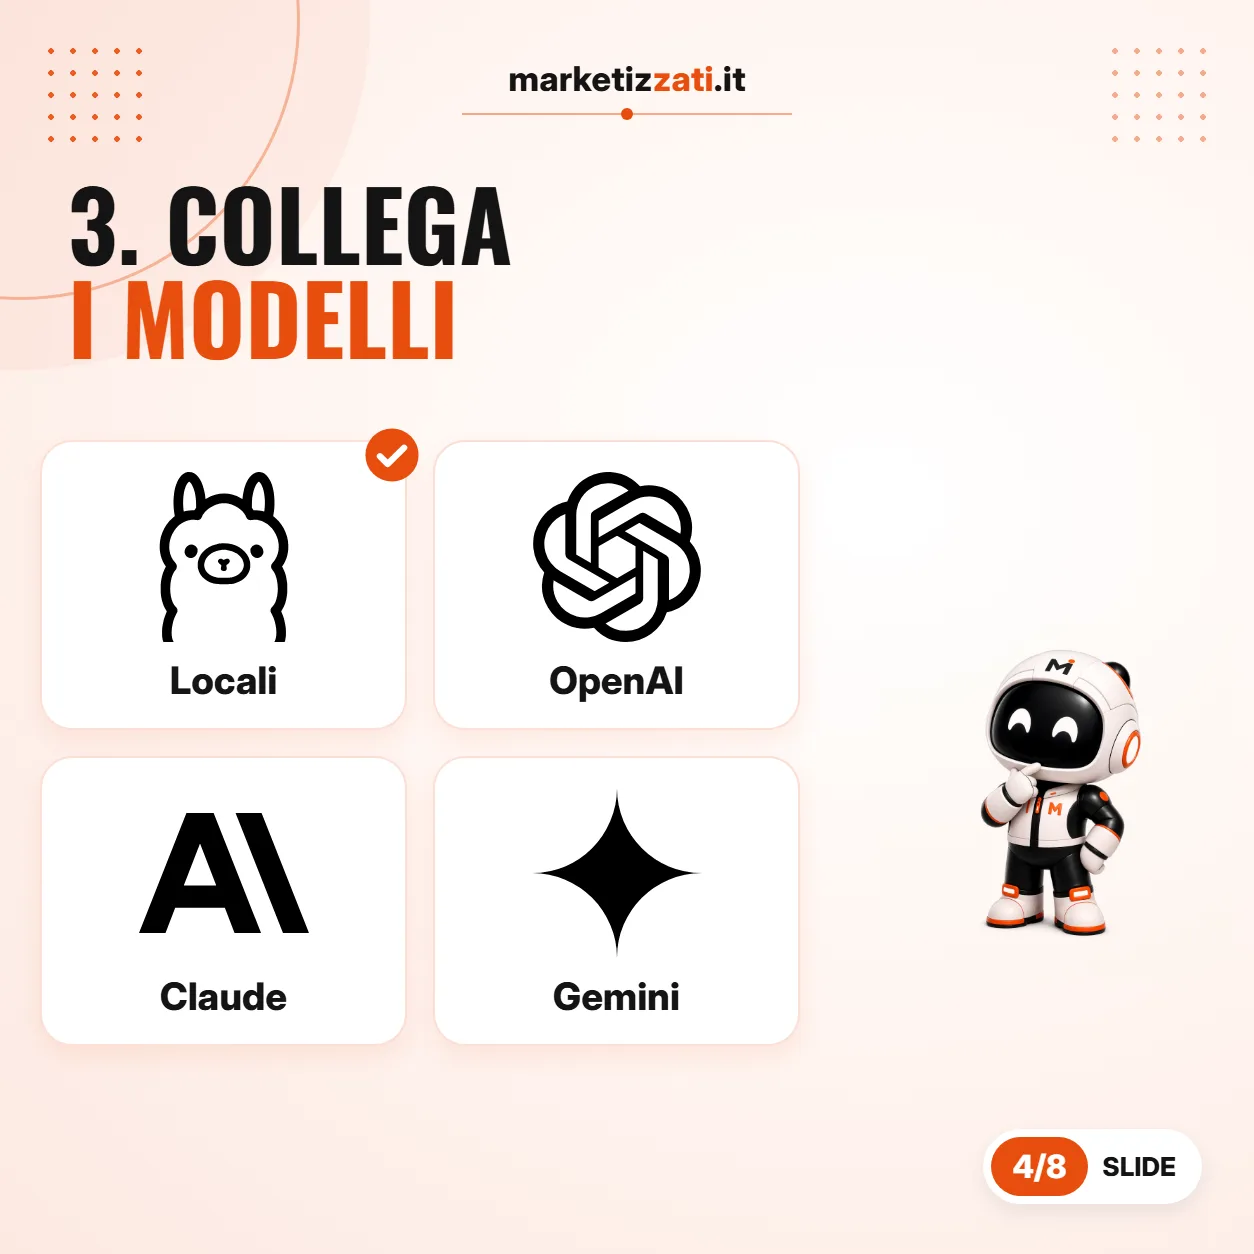 marketizzati.it
3. COLLEGA
I MODELLI
Locali
OpenAI
Claude
Gemini
4/8 SLIDE